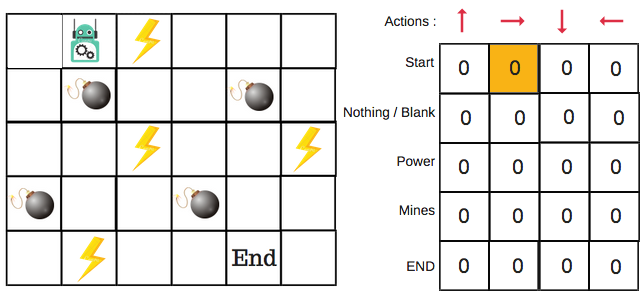 Actions : ↑ → ↓ ←
Start 0 0 0 0
Nothing / Blank 0 0 0 0
Power 0 0 0 0
Mines 0 0 0 0
End
END 0 0 0 0